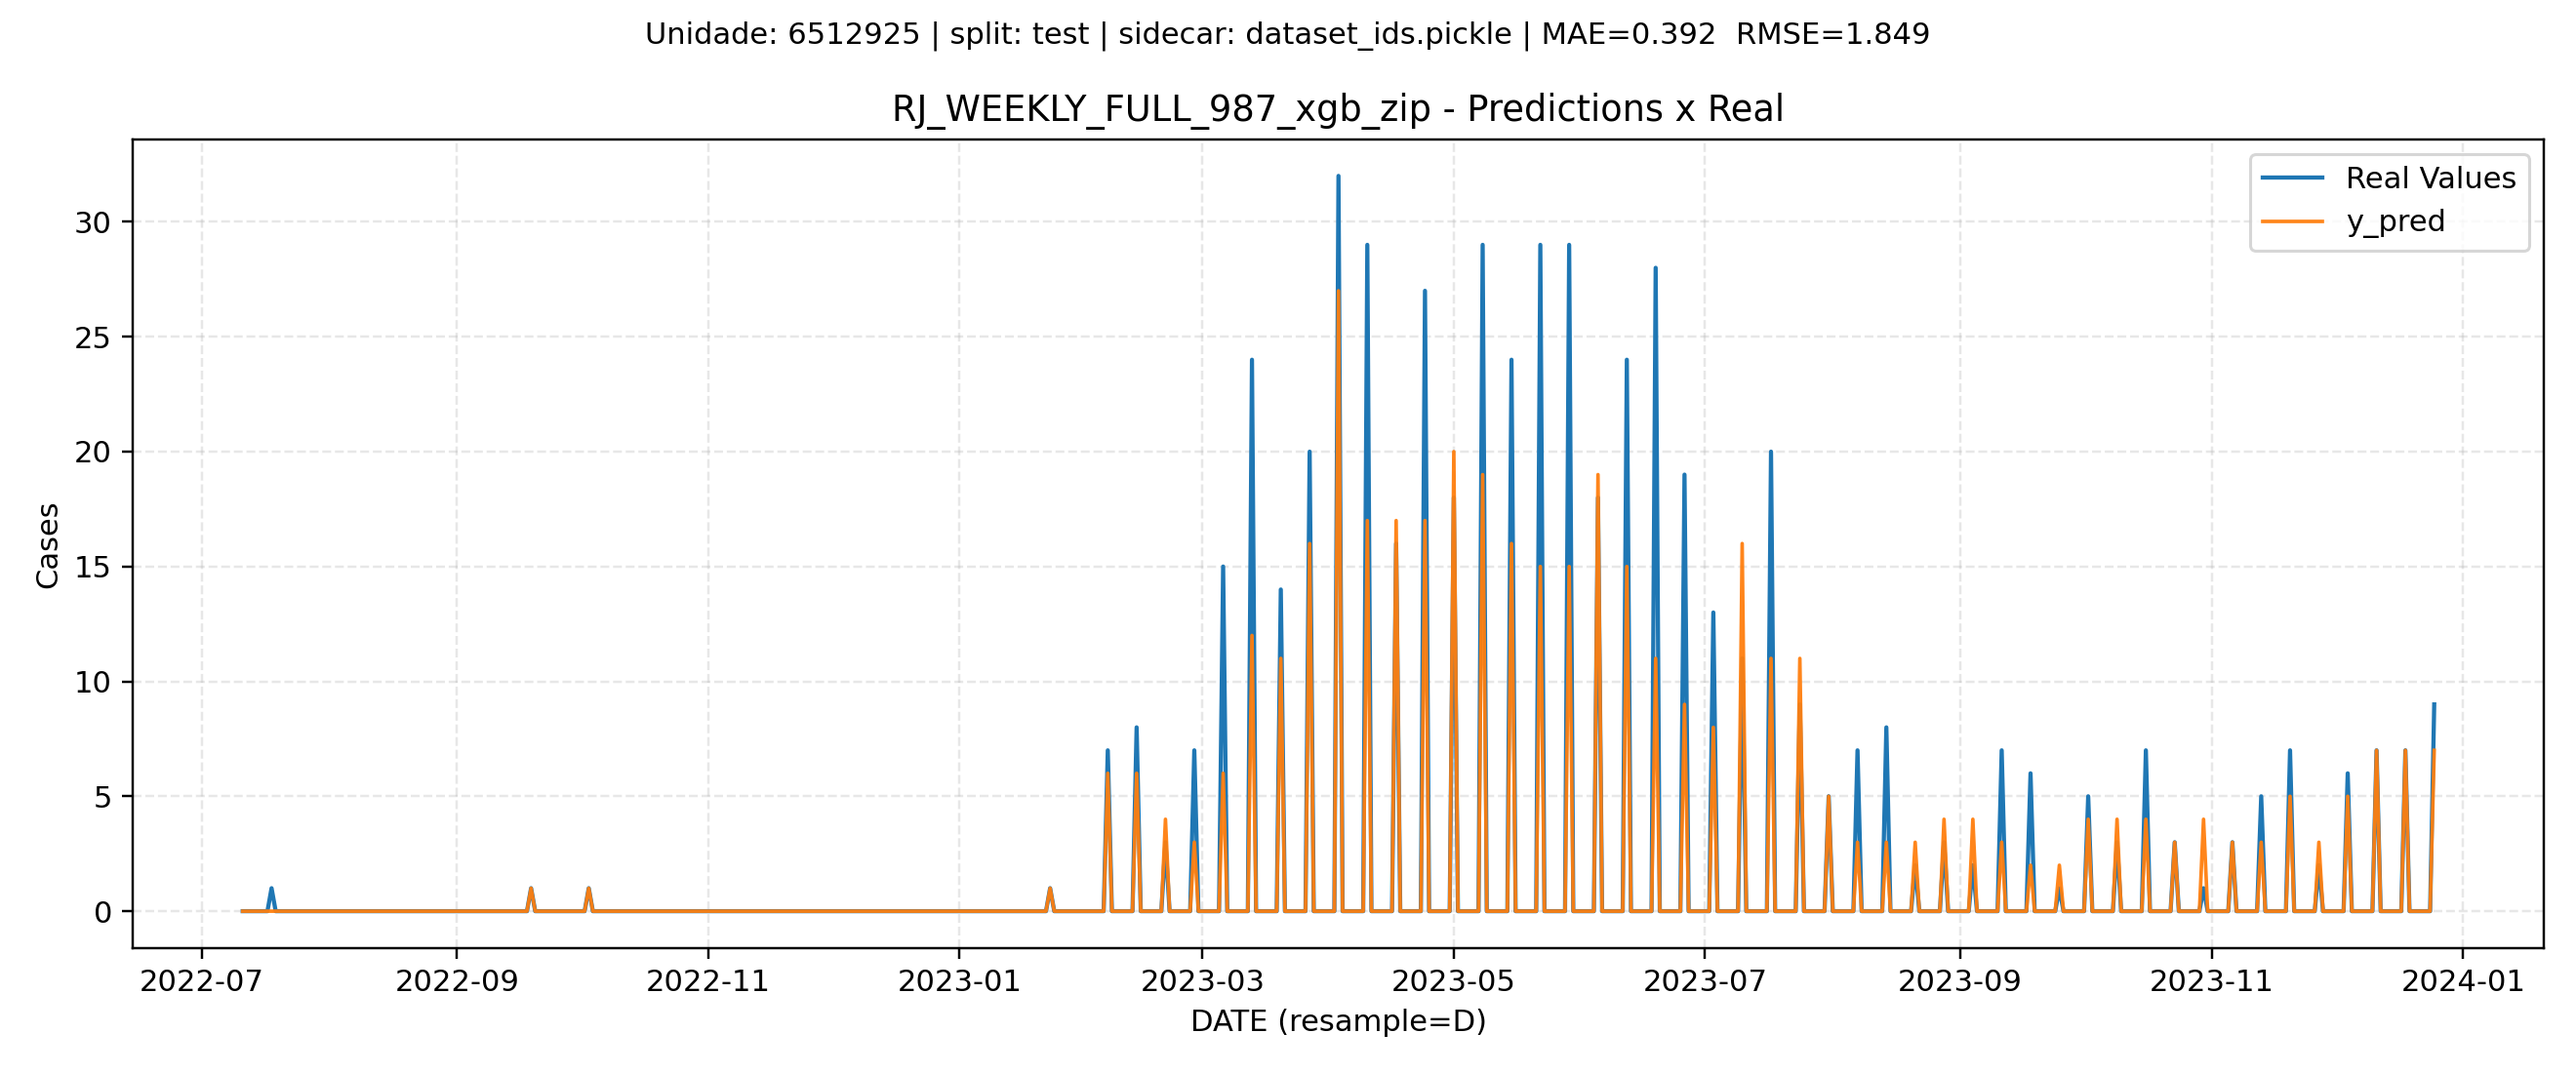 Unidade: 6512925 | split: test | sidecar: dataset_ids.pickle | MAE=0.392  RMSE=1.849
RJ_WEEKLY_FULL_987_xgb_zip - Predictions x Real
Real Values
y_pred
30
25
20
15
10
5
0
Cases
2022-07
2022-09
2022-11
2023-01
2023-03
2023-05
2023-07
2023-09
2023-11
2024-01
DATE (resample=D)